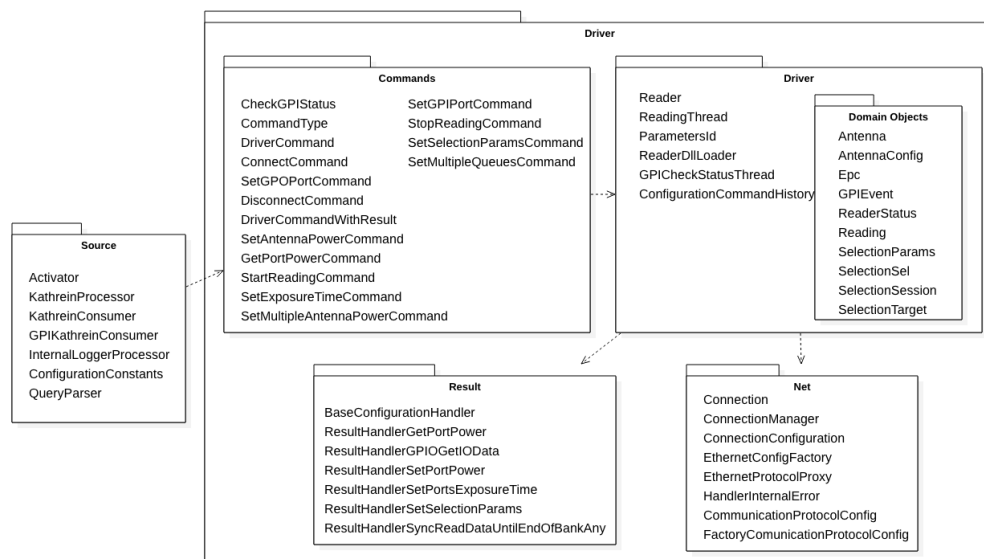 Driver
Commands
CheckGPIStatus
CommandType
DriverCommand
ConnectCommand
SetGPOPortCommand
DisconnectCommand
DriverCommandWithResult
SetAntennaPowerCommand
GetPortPowerCommand
StartReadingCommand
SetExposureTimeCommand
SetMultipleAntennaPowerCommand
SetGPIPortCommand
StopReadingCommand
SetSelectionParamsCommand
SetMultipleQueuesCommand
Driver
Reader
ReadingThread
ParametersId
ReaderDllLoader
GPICheckStatusThread
ConfigurationCommandHistory
Domain Objects
Antenna
AntennaConfig
Epc
GPIEvent
ReaderStatus
Reading
SelectionParams
SelectionSel
SelectionSession
SelectionTarget
Source
Activator
KathreinProcessor
KathreinConsumer
GPIKathreinConsumer
InternalLoggerProcessor
ConfigurationConstants
QueryParser
Result
BaseConfigurationHandler
ResultHandlerGetPortPower
ResultHandlerGPIOGetIOData
ResultHandlerSetPortPower
ResultHandlerSetPortsExposureTime
ResultHandlerSetSelectionParams
ResultHandlerSyncReadDataUntilEndOfBankAny
Net
Connection
ConnectionManager
ConnectionConfiguration
EthernetConfigFactory
EthernetProtocolProxy
HandlerInternalError
CommunicationProtocolConfig
FactoryComunicationProtocolConfig